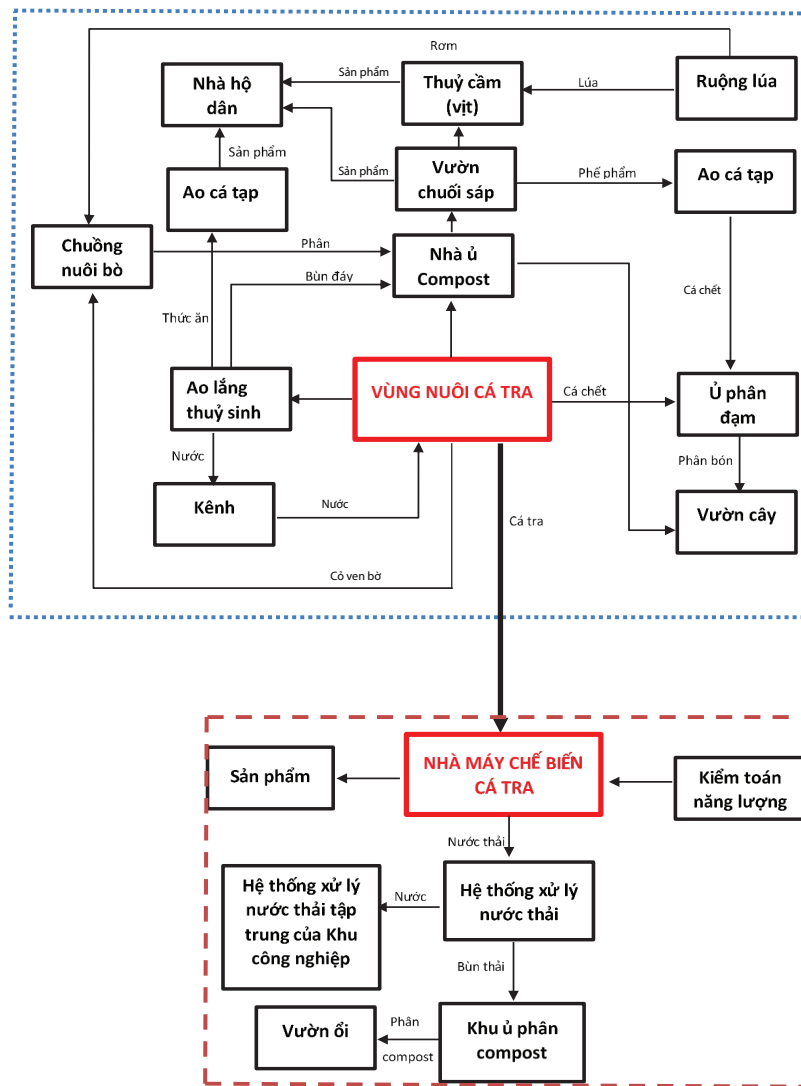 Rơm
Nhà hộ
dân
Sản phẩm
Thuỷ cầm
(vịt)
Lúa
Ruộng lúa
Sản phẩm
Ao cá tạp
Sản phẩm
Vườn
chuối sáp
Phế phẩm
Ao cá tạp
Chuồng
nuôi bò
Phân
Nhà ủ
Compost
Bùn đáy
Cá chết
Thức ăn
Ao lắng
thuỷ sinh
VÙNG NUÔI CÁ TRA
Cá chết
Ủ phân
đạm
Nước
Phân bón
Kênh
Nước
Cá tra
Vườn cây
Cỏ ven bờ
Sản phẩm
NHÀ MÁY CHẾ BIẾN
CÁ TRA
Kiểm toán
năng lượng
Nước thải
Hệ thống xử lý
nước thải tập
trung của Khu
công nghiệp
Nước
Hệ thống xử lý
nước thải
Bùn thải
Vườn ổi
Phân
compost
Khu ủ phân
compost